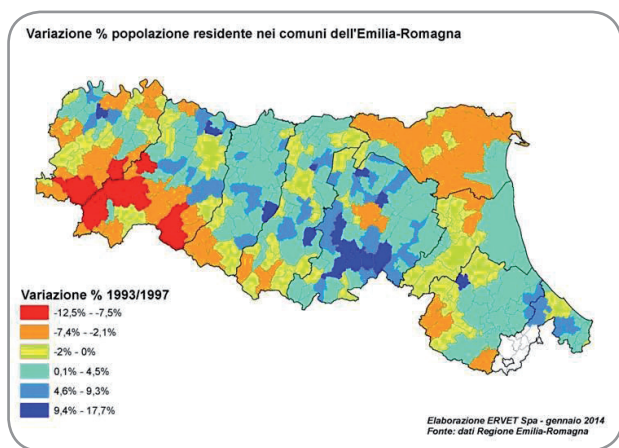 Variazione % popolazione residente nei comuni dell'Emilia-Romagna
Variazione % 1993/1997
-12,5% - -7,5%
-7,4% - -2,1%
-2% - 0%
0,1% - 4,5%
4,6% - 9,3%
9,4% - 17,7%
Elaborazione ERVET Spa - gennaio 2014
Fonte: dati Regione Emilia-Romagna